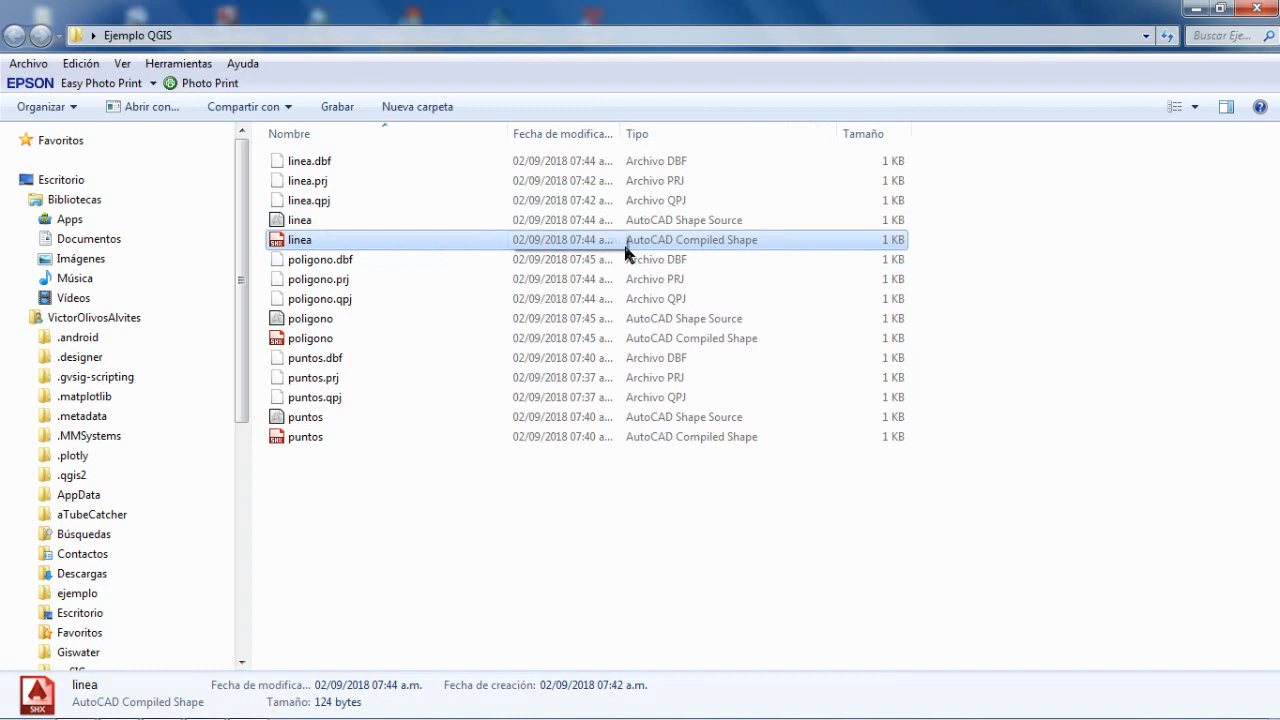 Ejemplo QGIS
Buscar Eje...
Archivo Edición Ver Herramientas Ayuda
EPSON Easy Photo Print Photo Print
Organizar Abrir con... Compartir con Grabar Nueva carpeta
Favoritos
Escritorio
Bibliotecas
Apps
Documentos
Imágenes
Música
Vídeos
VictorOlivosAlvites
.android
.designer
.gvsig-scripting
.matplotlib
.metadata
.MMSystems
.plotly
.qgis2
AppData
aTubeCatcher
Búsquedas
Contactos
Descargas
ejemplo
Escritorio
Favoritos
Giswater
Nombre Fecha de modifica... Tipo Tamaño
linea.dbf 02/09/2018 07:44 a... Archivo DBF 1 KB
linea.prj 02/09/2018 07:42 a... Archivo PRJ 1 KB
linea.qpj 02/09/2018 07:42 a... Archivo QPJ 1 KB
linea 02/09/2018 07:44 a... AutoCAD Shape Source 1 KB
SHX linea 02/09/2018 07:44 a... AutoCAD Compiled Shape 1 KB
poligono.dbf 02/09/2018 07:45 a... Archivo DBF 1 KB
poligono.prj 02/09/2018 07:44 a... Archivo PRJ 1 KB
poligono.qpj 02/09/2018 07:44 a... Archivo QPJ 1 KB
poligono 02/09/2018 07:45 a... AutoCAD Shape Source 1 KB
SHX poligono 02/09/2018 07:45 a... AutoCAD Compiled Shape 1 KB
puntos.dbf 02/09/2018 07:40 a... Archivo DBF 1 KB
puntos.prj 02/09/2018 07:37 a... Archivo PRJ 1 KB
puntos.qpj 02/09/2018 07:37 a... Archivo QPJ 1 KB
puntos 02/09/2018 07:40 a... AutoCAD Shape Source 1 KB
SHX puntos 02/09/2018 07:40 a... AutoCAD Compiled Shape 1 KB
linea Fecha de modifica... 02/09/2018 07:44 a.m. Fecha de creación: 02/09/2018 07:42 a.m.
SHX AutoCAD Compiled Shape Tamaño: 124 bytes